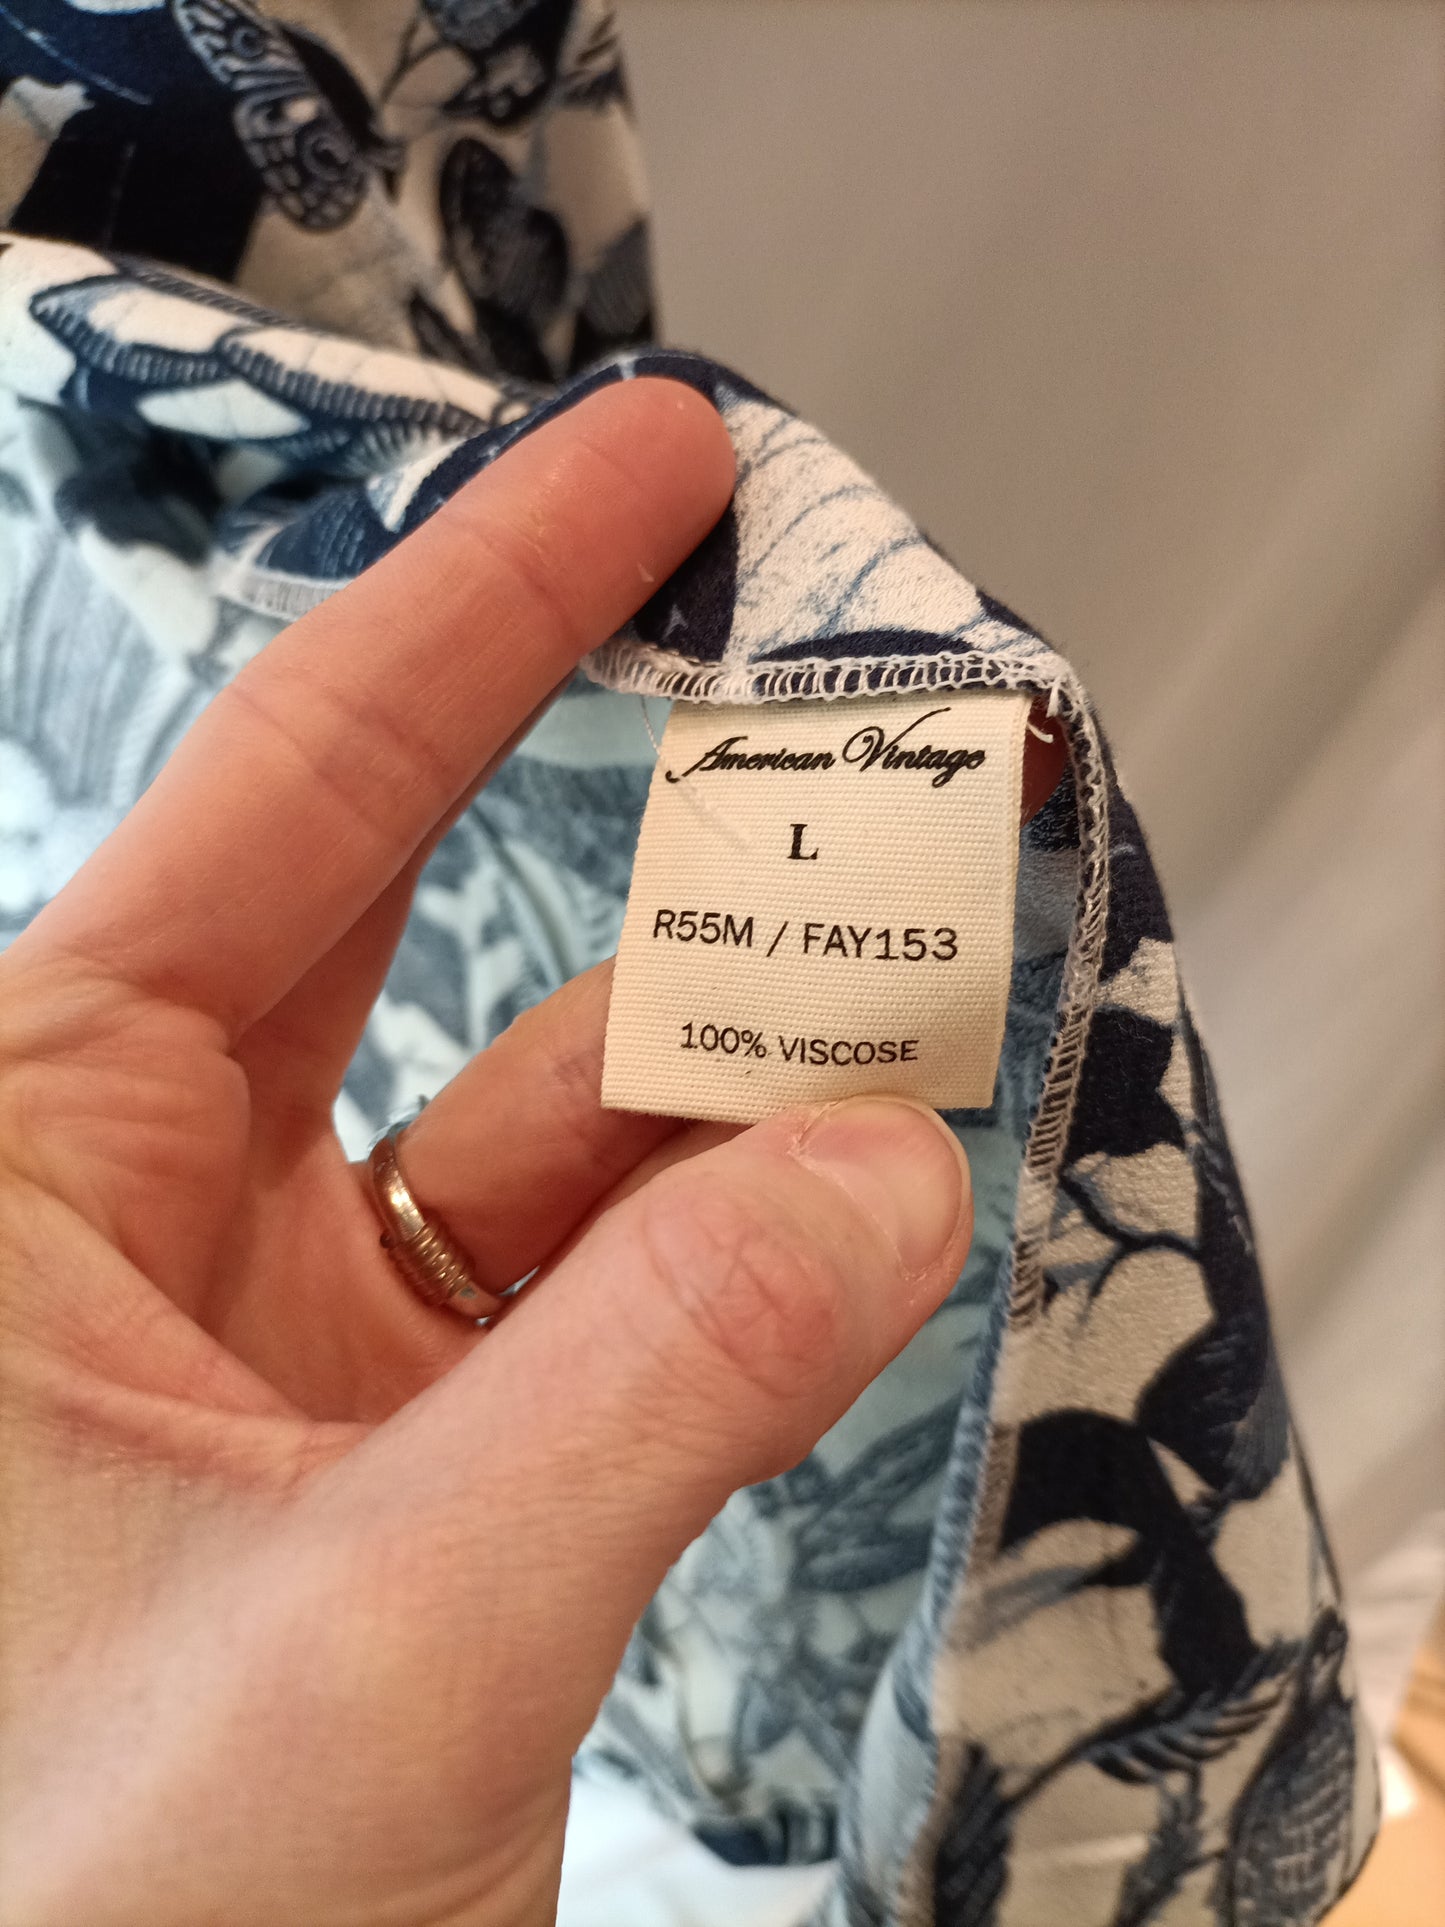 American Vintage
L
R55M / FAY153
100% VISCOSE